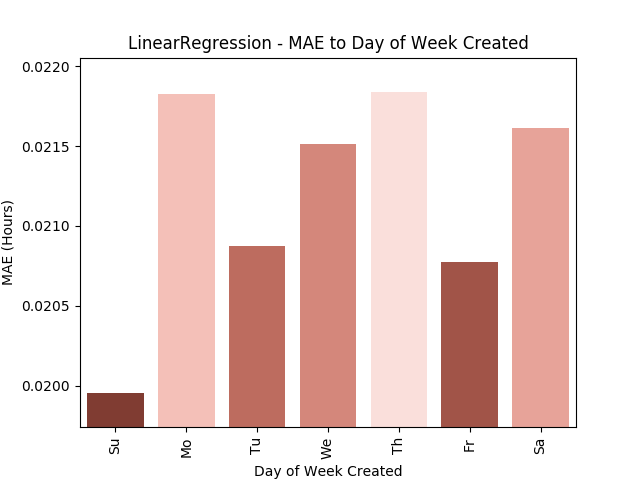 LinearRegression - MAE to Day of Week Created
0.0220
0.0215
0.0210
0.0205
0.0200
MAE (Hours)
Su Mo Tu We Th Fr Sa
Day of Week Created